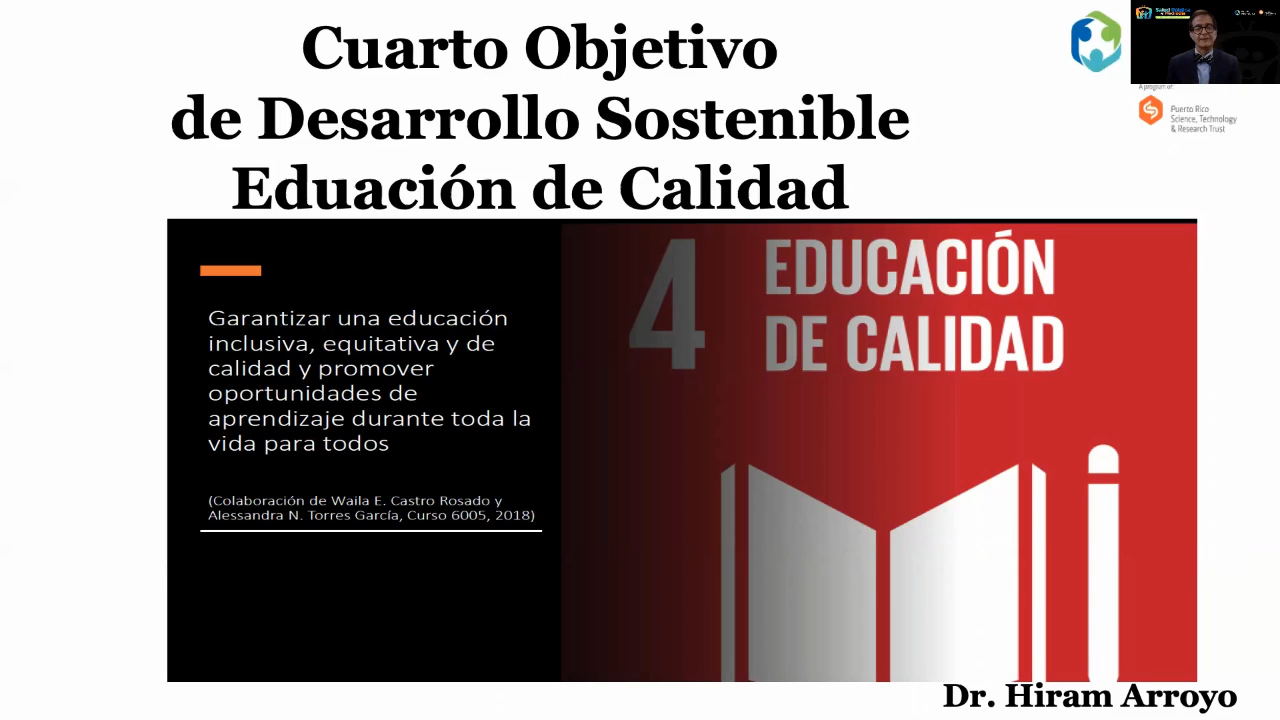 Cuarto Objetivo
de Desarrollo Sostenible
Eduación de Calidad
A program of:
Puerto Rico
Science, Technology
& Research Trust
4 EDUCACIÓN
DE CALIDAD
Garantizar una educación
inclusiva, equitativa y de
calidad y promover
oportunidades de
aprendizaje durante toda la
vida para todos
(Colaboración de Waila E. Castro Rosado y
Alessandra N. Torres García, Curso 6005, 2018)
Dr. Hiram Arroyo